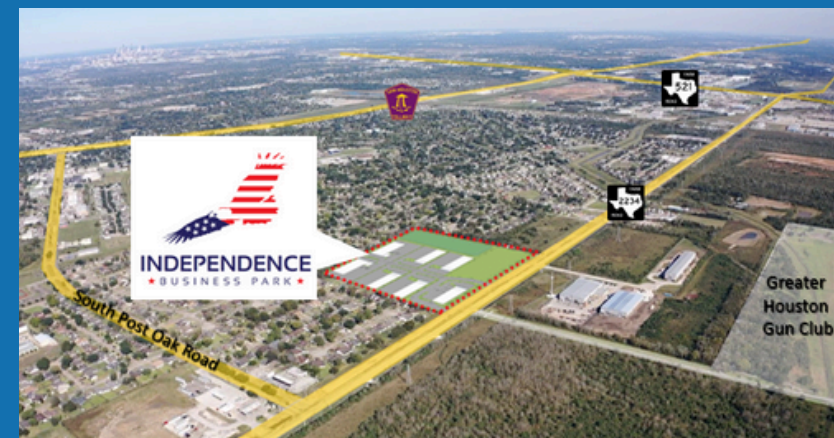 521
INDEPENDENCE
BUSINESS PARK
2234
South Post Oak Road
Greater
Houston
Gun Club